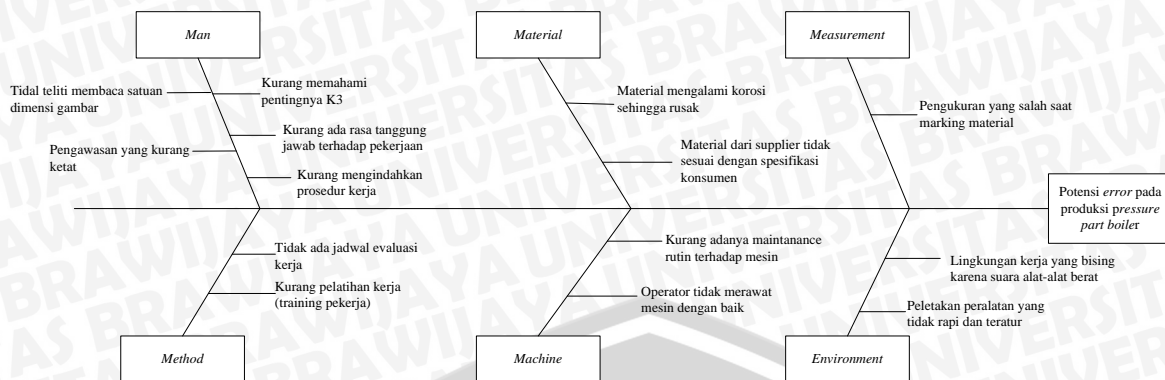 Man
Material
Measurement
Tidal teliti membaca satuan
dimensi gambar
Kurang memahami
pentingnya K3
Kurang ada rasa tanggung
jawab terhadap pekerjaan
Pengawasan yang kurang
ketat
Kurang mengindahkan
prosedur kerja
Material mengalami korosi
sehingga rusak
Material dari supplier tidak
sesuai dengan spesifikasi
konsumen
Pengukuran yang salah saat
marking material
Potensi error pada
produksi pressure
part boiler
Tidak ada jadwal evaluasi
kerja
Kurang pelatihan kerja
(training pekerja)
Kurang adanya maintanance
rutin terhadap mesin
Operator tidak merawat
mesin dengan baik
Lingkungan kerja yang bising
karena suara alat-alat berat
Peletakan peralatan yang
tidak rapi dan teratur
Method
Machine
Environment